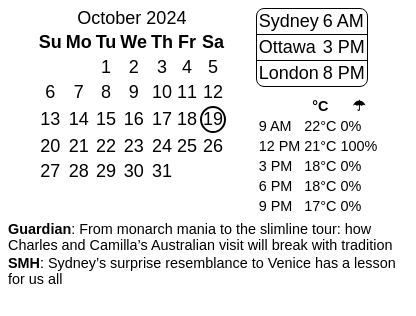 October 2024
Su Mo Tu We Th Fr Sa
1 2 3 4 5
6 7 8 9 10 11 12
13 14 15 16 17 18 19
20 21 22 23 24 25 26
27 28 29 30 31
Sydney 6 AM
Ottawa 3 PM
London 8 PM
°C ☂
9 AM 22°C 0%
12 PM 21°C 100%
3 PM 18°C 0%
6 PM 18°C 0%
9 PM 17°C 0%
Guardian: From monarch mania to the slimline tour: how
Charles and Camilla’s Australian visit will break with tradition
SMH: Sydney’s surprise resemblance to Venice has a lesson
for us all